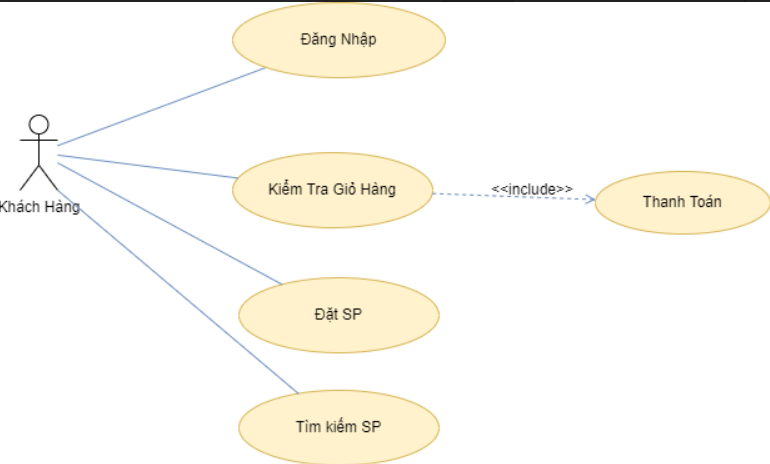 Đăng Nhập
Khách Hàng
Kiểm Tra Giỏ Hàng
<<include>>
Thanh Toán
Đặt SP
Tìm kiếm SP